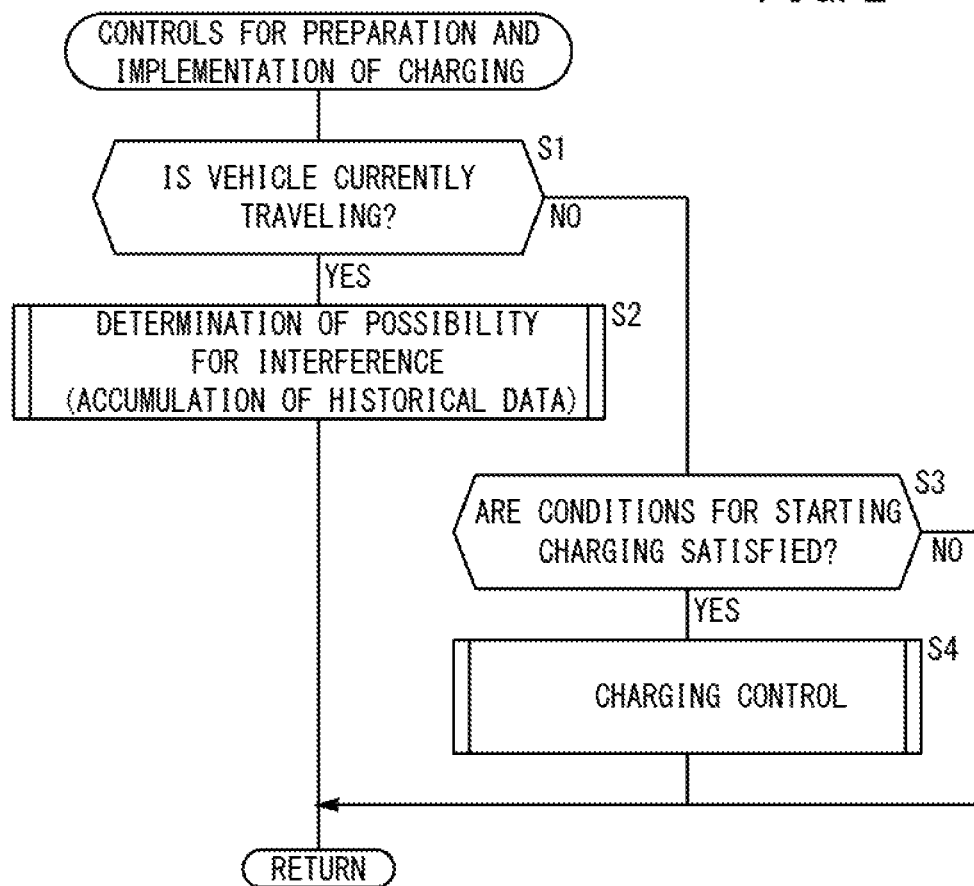 CONTROLS FOR PREPARATION AND
IMPLEMENTATION OF CHARGING
S1
IS VEHICLE CURRENTLY
TRAVELING?
NO
YES
S2
DETERMINATION OF POSSIBILITY
FOR INTERFERENCE
(ACCUMULATION OF HISTORICAL DATA)
S3
ARE CONDITIONS FOR STARTING
CHARGING SATISFIED?
NO
YES
S4
CHARGING CONTROL
RETURN